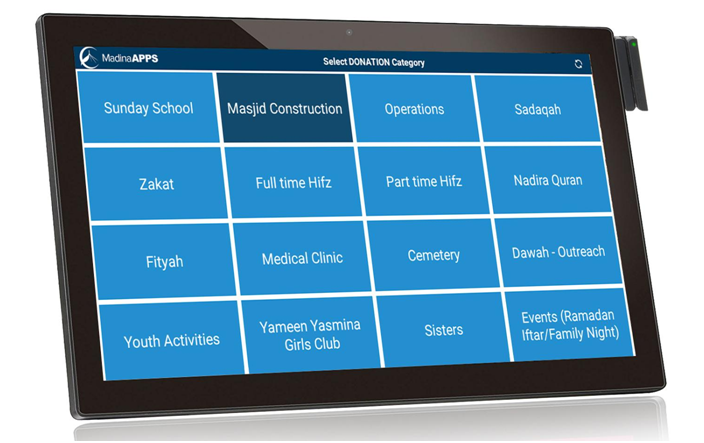 MadinaAPPS
Select DONATION Category
Sunday School
Masjid Construction
Operations
Sadaqah
Zakat
Full time Hifz
Part time Hifz
Nadira Quran
Fityah
Medical Clinic
Cemetery
Dawah - Outreach
Youth Activities
Yameen Yasmina
Girls Club
Sisters
Events (Ramadan
Iftar/Family Night)